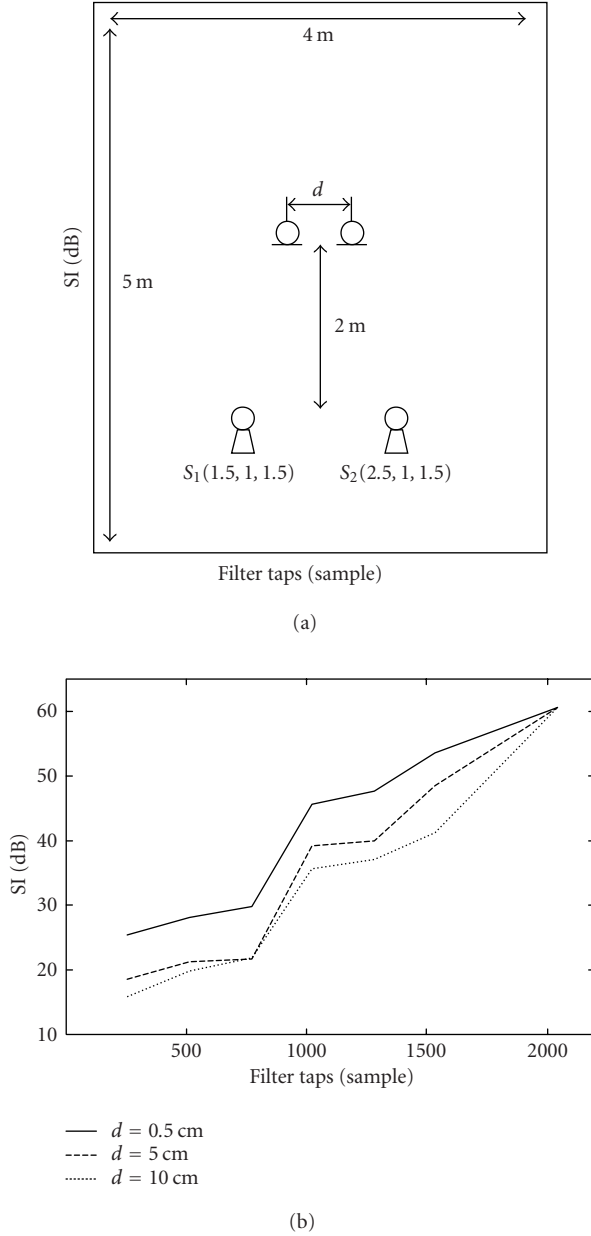 4 m
d
SI (dB)
5 m
2 m
S1(1.5, 1, 1.5)
S2(2.5, 1, 1.5)
Filter taps (sample)
(a)
60
50
40
30
20
10
SI (dB)
500
1000
1500
2000
Filter taps (sample)
d = 0.5 cm
d = 5 cm
d = 10 cm
(b)